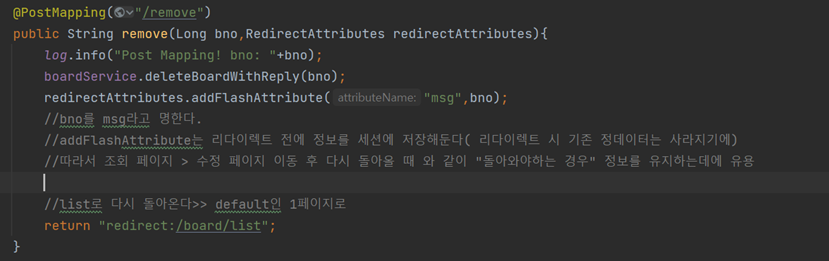 @PostMapping("/remove")
public String remove(Long bno,RedirectAttributes redirectAttributes){
log.info("Post Mapping! bno: "+bno);
boardService.deleteBoardWithReply(bno);
redirectAttributes.addFlashAttribute( attributeName: "msg",bno);
//bno를 msg라고 명한다.
//addFlashAttribute는 리다이렉트 전에 정보를 세션에 저장해둔다( 리다이렉트 시 기존 정데이터는 사라지기에)
//따라서 조회 페이지 > 수정 페이지 이동 후 다시 돌아올 때 와 같이 "돌아와야하는 경우" 정보를 유지하는데에 유용
//list로 다시 돌아온다>> default인 1페이지로
return "redirect:/board/list";
}